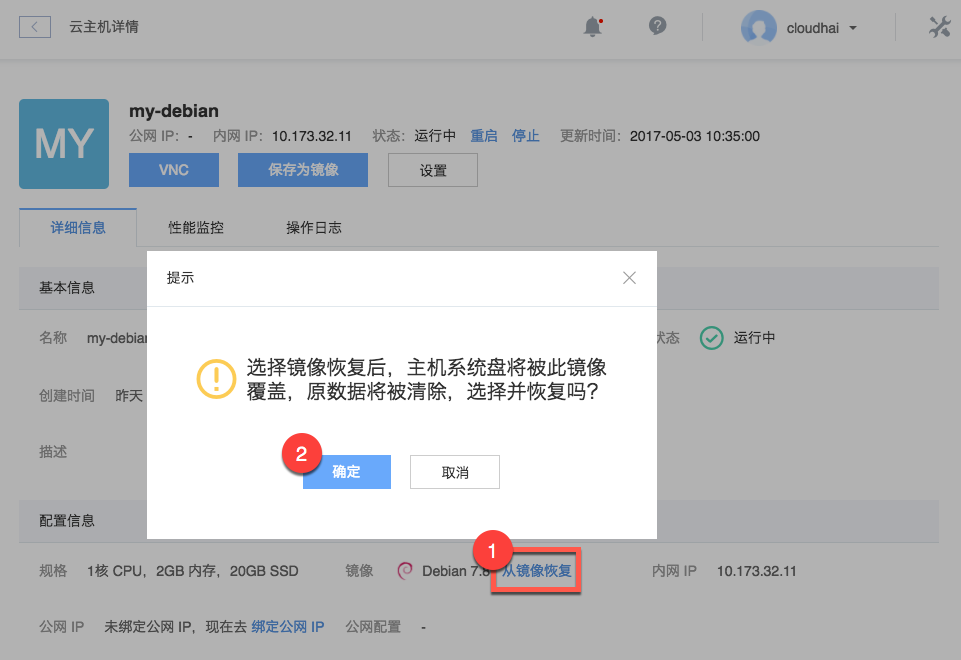 云主机详情 cloudhai
MY
my-debian
公网 IP: - 内网 IP: 10.173.32.11 状态: 运行中 重启 停止 更新时间: 2017-05-03 10:35:00
VNC 保存为镜像 设置
详细信息 性能监控 操作日志
提示
基本信息
名称 my-debian 状态 运行中
选择镜像恢复后，主机系统盘将被此镜像
覆盖，原数据将被清除，选择并恢复吗？
创建时间 昨天
描述
2 确定 取消
配置信息
1
规格 1核 CPU，2GB 内存，20GB SSD 镜像 Debian 7.8 从镜像恢复 内网 IP 10.173.32.11
公网 IP 未绑定公网 IP，现在去 绑定公网 IP 公网配置 -